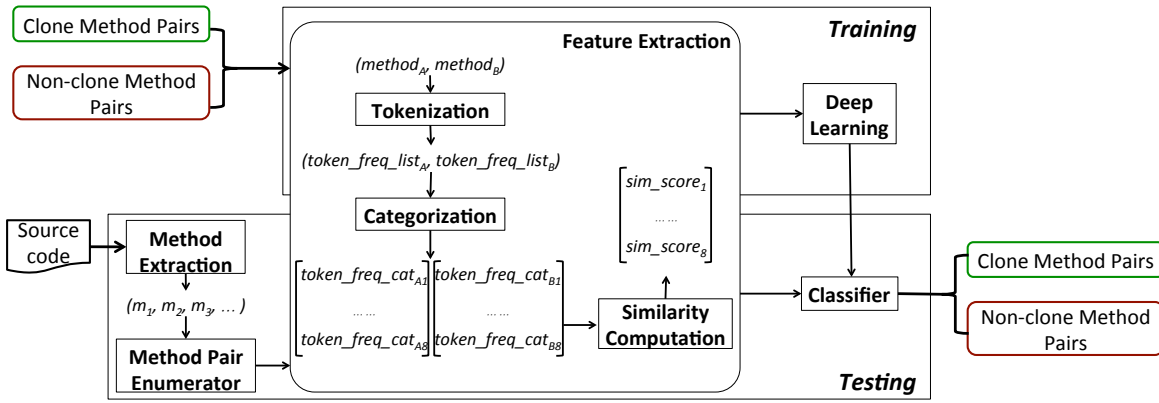 Clone Method Pairs
Non-clone Method
Pairs
Training
Feature Extraction
(method_A, method_B)
Tokenization
(token_freq_list_A, token_freq_list_B)
Categorization
token_freq_cat_A1
... ...
token_freq_cat_A8
token_freq_cat_B1
... ...
token_freq_cat_B8
Similarity
Computation
sim_score_1
... ...
sim_score_8
Deep
Learning
Source
code
Method
Extraction
(m_1, m_2, m_3, ... )
Method Pair
Enumerator
Classifier
Testing
Clone Method Pairs
Non-clone Method
Pairs